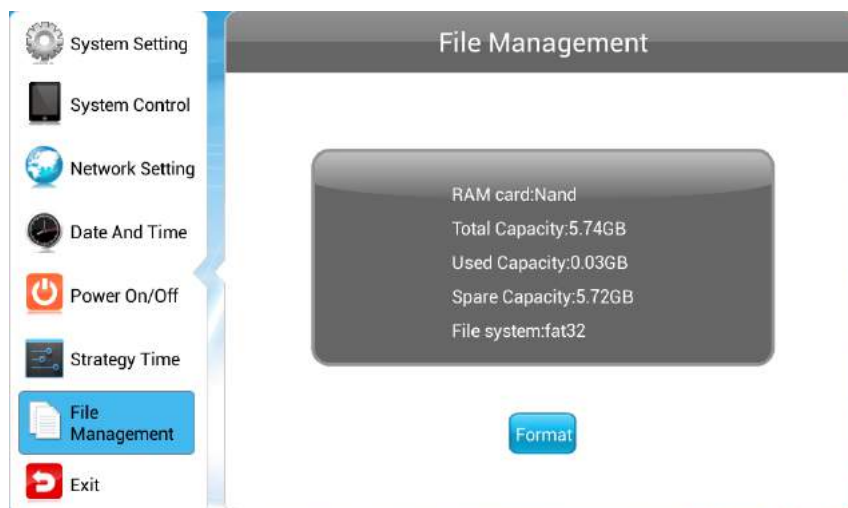 System Setting
System Control
Network Setting
Date And Time
Power On/Off
Strategy Time
File
Management
Exit
File Management
RAM card:Nand
Total Capacity:5.74GB
Used Capacity:0.03GB
Spare Capacity:5.72GB
File system:fat32
Format